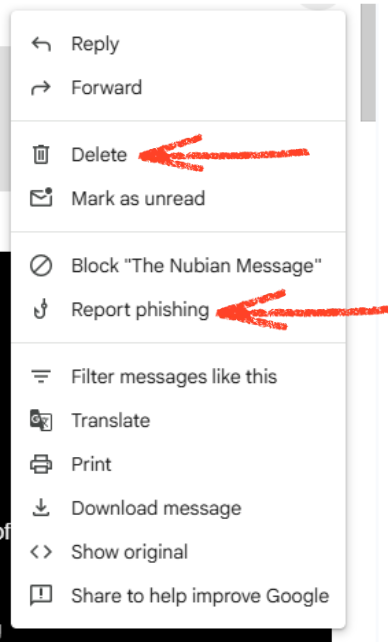 Reply
Forward
Delete
Mark as unread
Block "The Nubian Message"
Report phishing
Filter messages like this
Translate
Print
of
Download message
Show original
Share to help improve Google